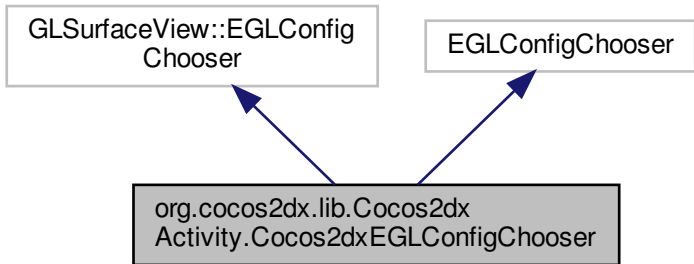 GLSurfaceView::EGLConfig
Chooser
EGLConfigChooser
org.cocos2dx.lib.Cocos2dx
Activity.Cocos2dxEGLConfigChooser